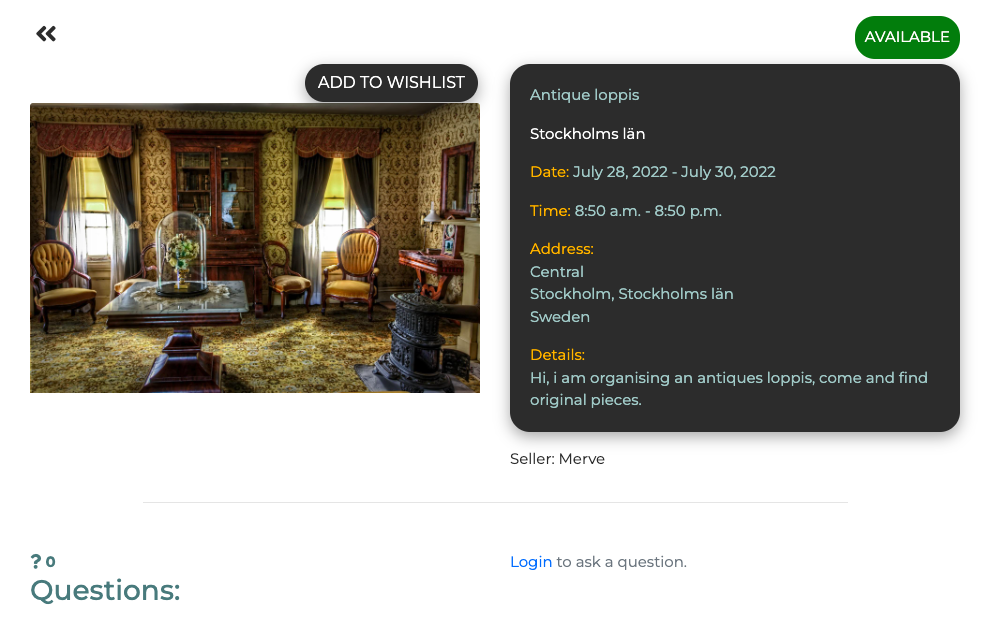 AVAILABLE
ADD TO WISHLIST
Antique loppis
Stockholms län
Date: July 28, 2022 - July 30, 2022
Time: 8:50 a.m. - 8:50 p.m.
Address:
Central
Stockholm, Stockholms län
Sweden
Details:
Hi, i am organising an antiques loppis, come and find
original pieces.
Seller: Merve
? 0
Questions:
Login to ask a question.